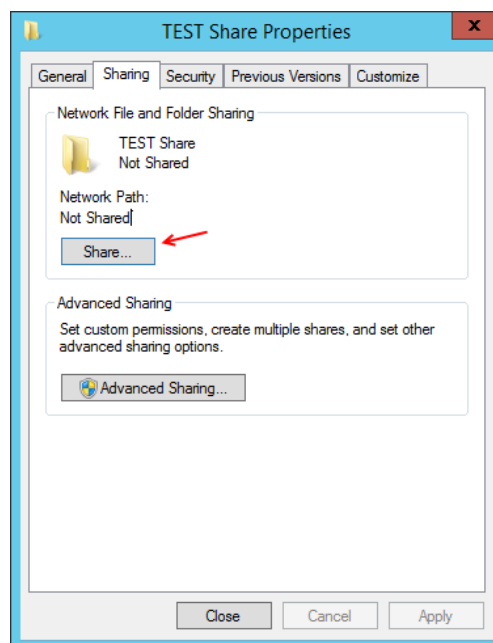 TEST Share Properties
x
General Sharing Security Previous Versions Customize
Network File and Folder Sharing
TEST Share
Not Shared
Network Path:
Not Shared
Share...
Advanced Sharing
Set custom permissions, create multiple shares, and set other
advanced sharing options.
Advanced Sharing...
Close Cancel Apply